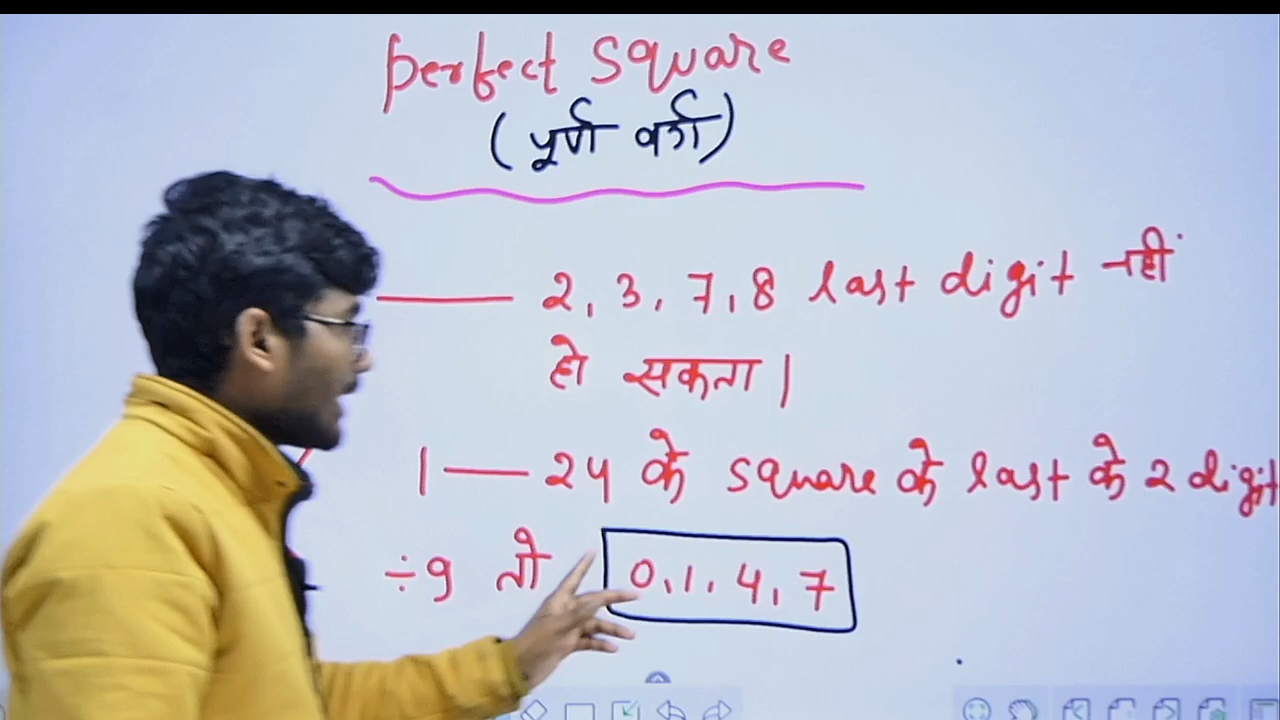 Perfect Square
(पूर्ण वर्ग)
2, 3, 7, 8 last digit नहीं
हो सकता।
1 — 24 के square के last के 2 digit
÷9 तो 0, 1, 4, 7